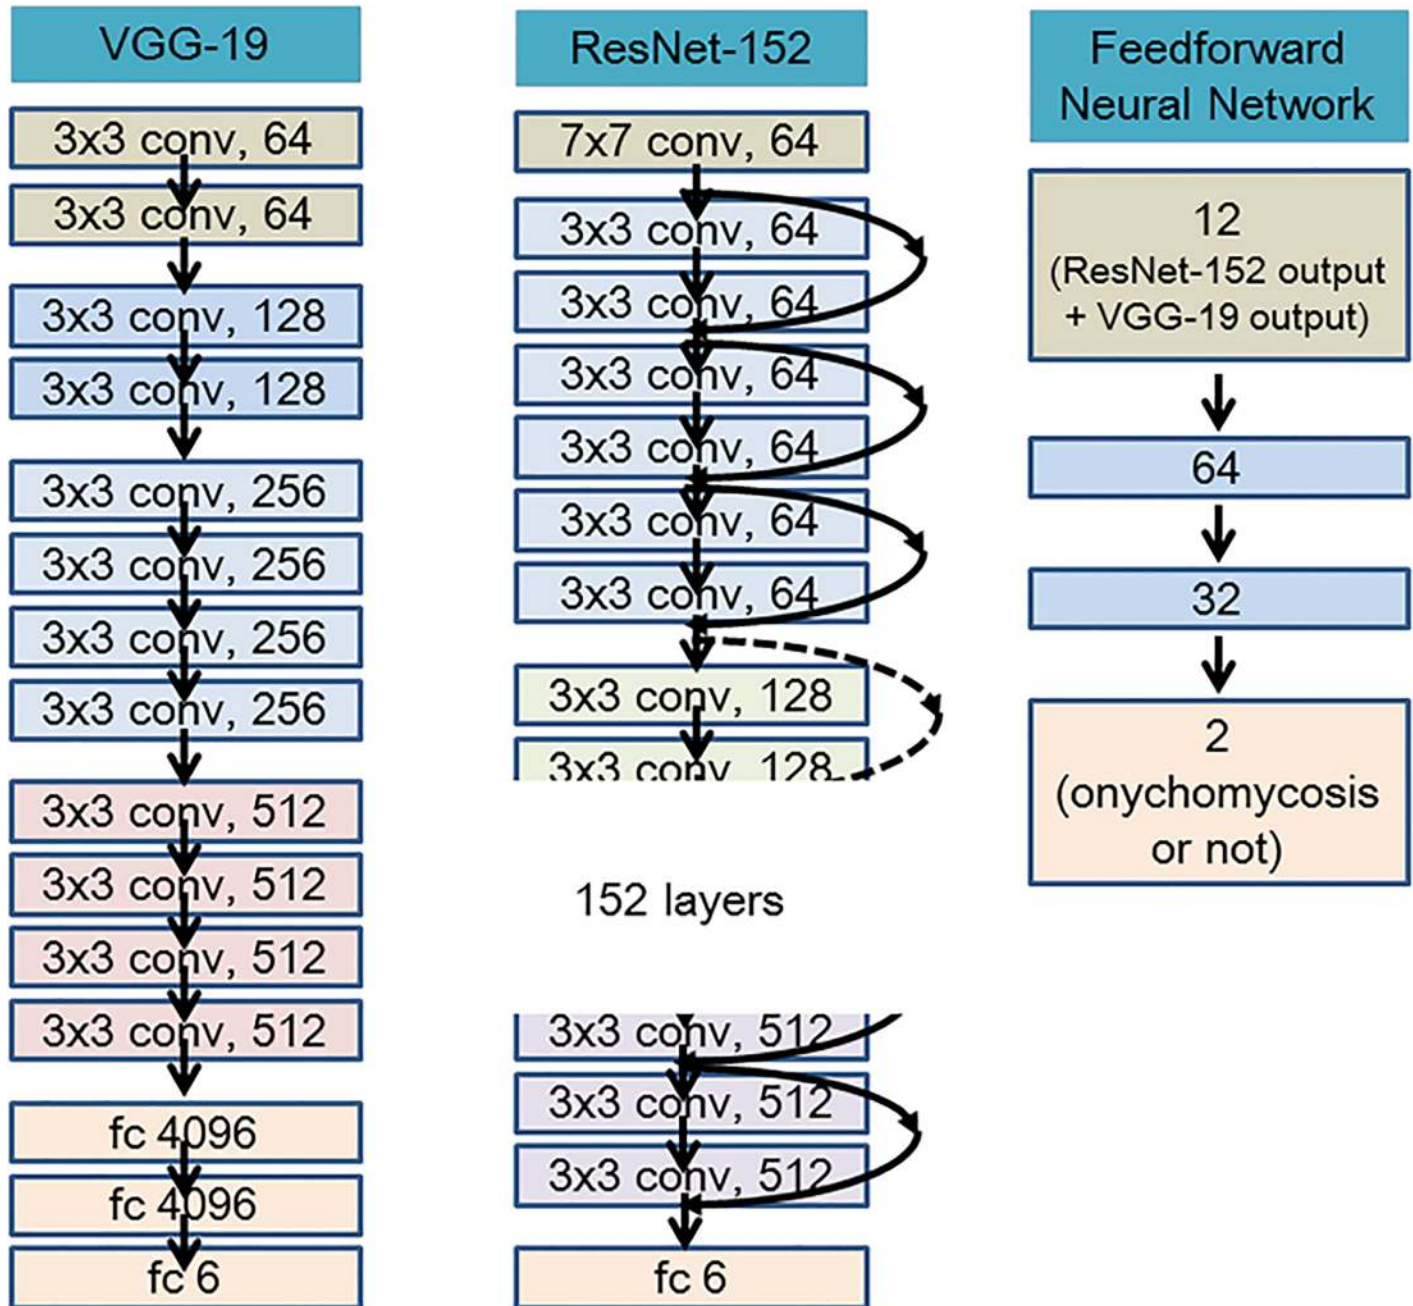 VGG-19
3x3 conv, 64
3x3 conv, 64
3x3 conv, 128
3x3 conv, 128
3x3 conv, 256
3x3 conv, 256
3x3 conv, 256
3x3 conv, 256
3x3 conv, 512
3x3 conv, 512
3x3 conv, 512
3x3 conv, 512
fc 4096
fc 4096
fc 6
ResNet-152
7x7 conv, 64
3x3 conv, 64
3x3 conv, 64
3x3 conv, 64
3x3 conv, 64
3x3 conv, 64
3x3 conv, 64
3x3 conv, 128
3x3 conv, 128
152 layers
3x3 conv, 512
3x3 conv, 512
3x3 conv, 512
fc 6
Feedforward
Neural Network
12
(ResNet-152 output
+ VGG-19 output)
64
32
2
(onychomycosis
or not)